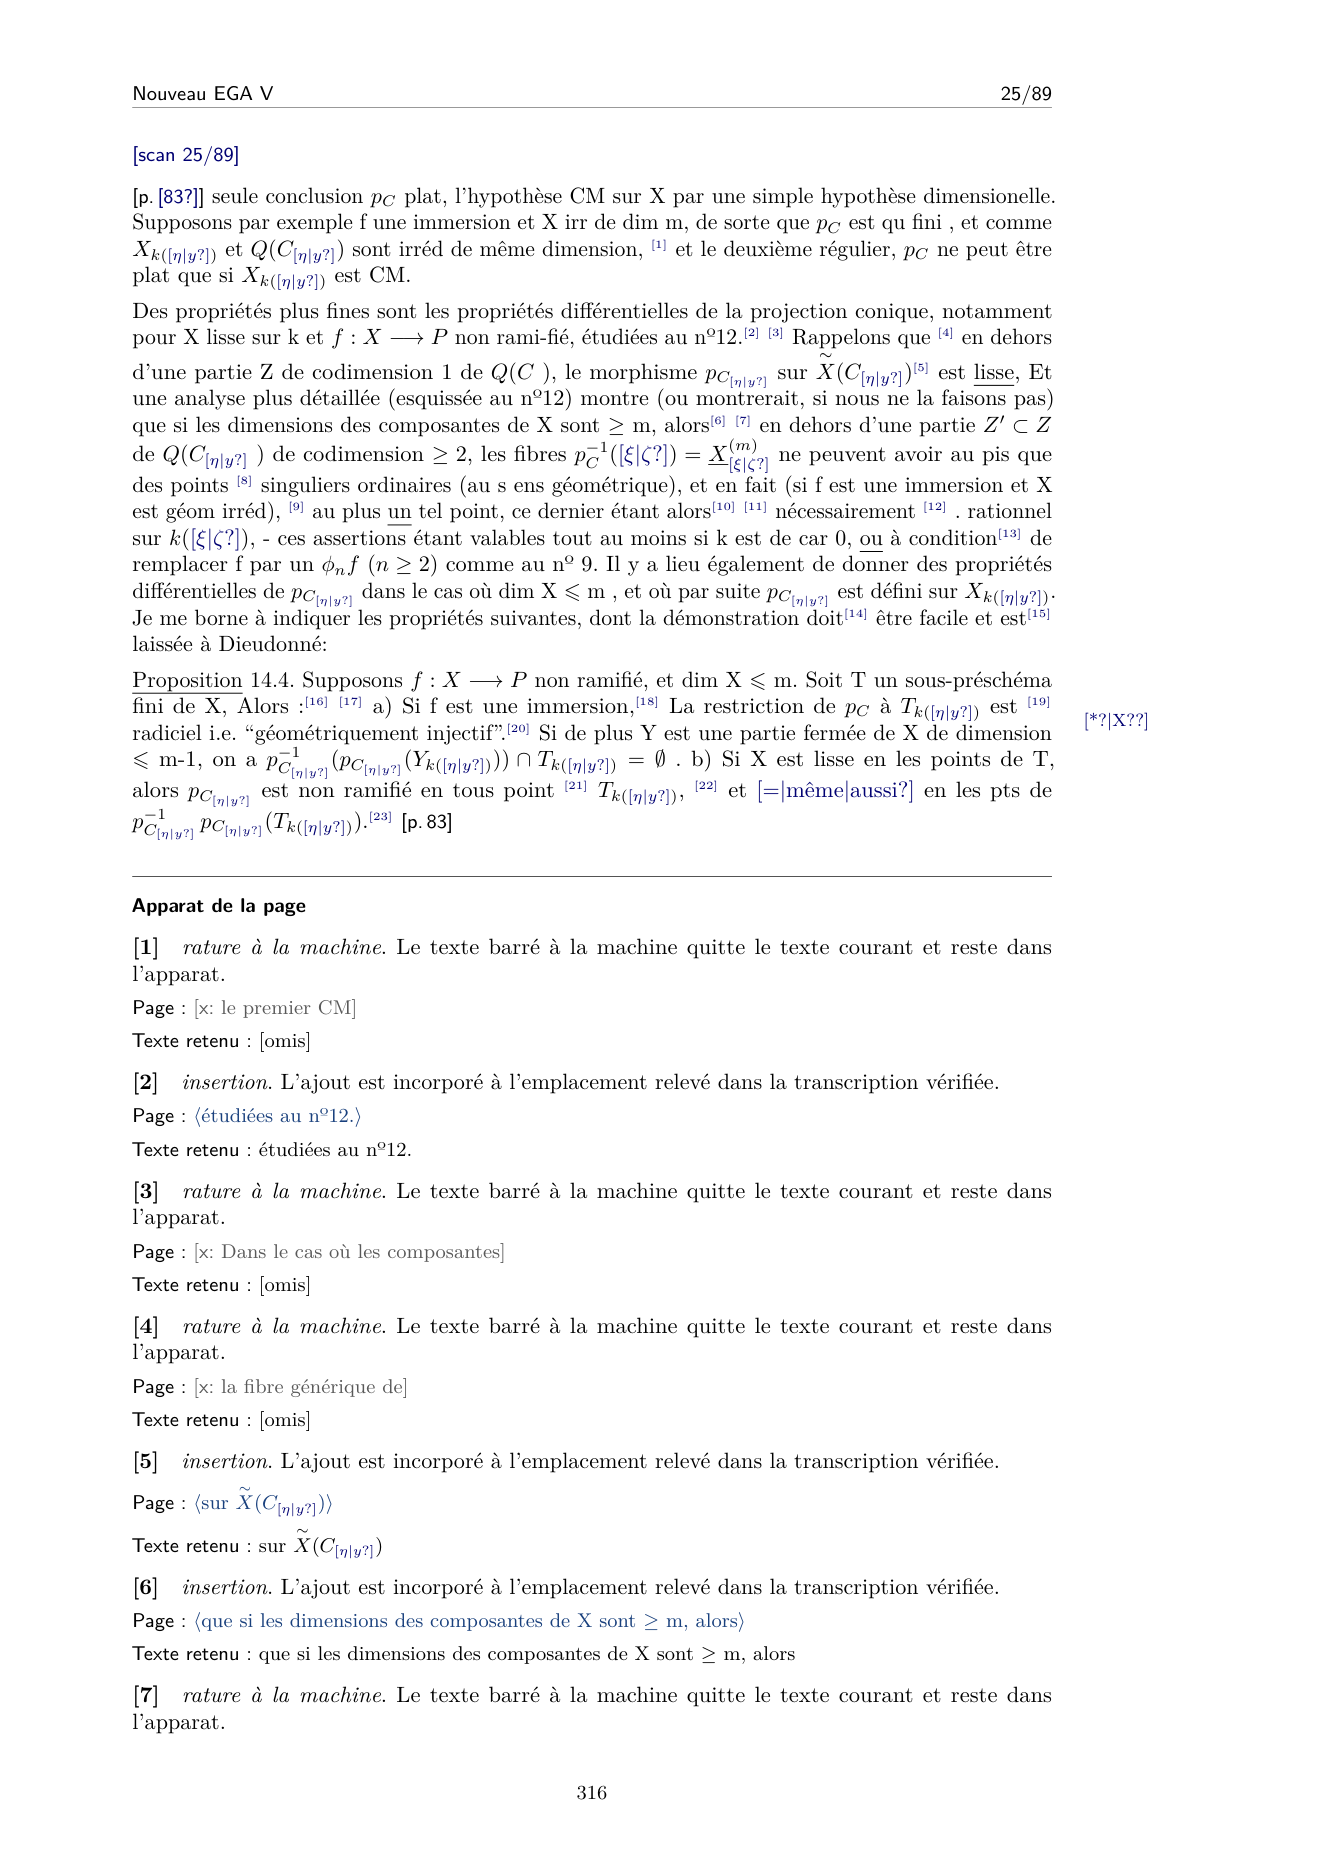 Nouveau EGA V 25/89
[scan 25/89]
[p. [83?]] seule conclusion p_C plat, l'hypothèse CM sur X par une simple hypothèse dimensionelle.
Supposons par exemple f une immersion et X irr de dim m, de sorte que p_C est qu fini , et comme
X_{k([η|y?])} et Q(C_{[η|y?]}) sont irréd de même dimension, [1] et le deuxième régulier, p_C ne peut être
plat que si X_{k([η|y?])} est CM.
Des propriétés plus fines sont les propriétés différentielles de la projection conique, notamment
pour X lisse sur k et f : X ⟶ P non rami-fié, étudiées au nº12.[2] [3] Rappelons que [4] en dehors
d'une partie Z de codimension 1 de Q(C ), le morphisme p_{C_{[η|y?]}} sur X̃(C_{[η|y?]})[5] est lisse, Et
une analyse plus détaillée (esquissée au nº12) montre (ou montrerait, si nous ne la faisons pas)
que si les dimensions des composantes de X sont ≥ m, alors[6] [7] en dehors d'une partie Z′ ⊂ Z
de Q(C_{[η|y?]} ) de codimension ≥ 2, les fibres p_C^{−1}([ξ|ζ?]) = X^{(m)}_{[ξ|ζ?]} ne peuvent avoir au pis que
des points [8] singuliers ordinaires (au s ens géométrique), et en fait (si f est une immersion et X
est géom irréd), [9] au plus un tel point, ce dernier étant alors[10] [11] nécessairement [12] . rationnel
sur k([ξ|ζ?]), - ces assertions étant valables tout au moins si k est de car 0, ou à condition[13] de
remplacer f par un ϕ_n f (n ≥ 2) comme au nº 9. Il y a lieu également de donner des propriétés
différentielles de p_{C_{[η|y?]}} dans le cas où dim X ⩽ m , et où par suite p_{C_{[η|y?]}} est défini sur X_{k([η|y?])}.
Je me borne à indiquer les propriétés suivantes, dont la démonstration doit[14] être facile et est[15]
laissée à Dieudonné:
Proposition 14.4. Supposons f : X ⟶ P non ramifié, et dim X ⩽ m. Soit T un sous-préschéma
fini de X, Alors :[16] [17] a) Si f est une immersion,[18] La restriction de p_C à T_{k([η|y?])} est [19]
[*?|X??]
radiciel i.e. “géométriquement injectif”.[20] Si de plus Y est une partie fermée de X de dimension
⩽ m-1, on a p^{−1}_{C_{[η|y?]}}(p_{C_{[η|y?]}}(Y_{k([η|y?])})) ∩ T_{k([η|y?])} = ∅ . b) Si X est lisse en les points de T,
alors p_{C_{[η|y?]}} est non ramifié en tous point [21] T_{k([η|y?])}, [22] et [=|même|aussi?] en les pts de
p^{−1}_{C_{[η|y?]}} p_{C_{[η|y?]}}(T_{k([η|y?])}).[23] [p. 83]
Apparat de la page
[1] rature à la machine. Le texte barré à la machine quitte le texte courant et reste dans
l'apparat.
Page : [x: le premier CM]
Texte retenu : [omis]
[2] insertion. L'ajout est incorporé à l'emplacement relevé dans la transcription vérifiée.
Page : ⟨étudiées au nº12.⟩
Texte retenu : étudiées au nº12.
[3] rature à la machine. Le texte barré à la machine quitte le texte courant et reste dans
l'apparat.
Page : [x: Dans le cas où les composantes]
Texte retenu : [omis]
[4] rature à la machine. Le texte barré à la machine quitte le texte courant et reste dans
l'apparat.
Page : [x: la fibre générique de]
Texte retenu : [omis]
[5] insertion. L'ajout est incorporé à l'emplacement relevé dans la transcription vérifiée.
Page : ⟨sur X̃(C_{[η|y?]})⟩
Texte retenu : sur X̃(C_{[η|y?]})
[6] insertion. L'ajout est incorporé à l'emplacement relevé dans la transcription vérifiée.
Page : ⟨que si les dimensions des composantes de X sont ≥ m, alors⟩
Texte retenu : que si les dimensions des composantes de X sont ≥ m, alors
[7] rature à la machine. Le texte barré à la machine quitte le texte courant et reste dans
l'apparat.
316